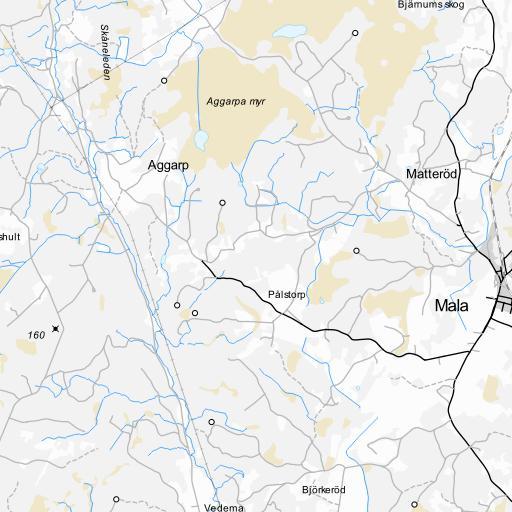 Bjärnums skog
Skåneleden
Aggarpa myr
Aggarp
Matteröd
shult
Pålstorp
Mala
160
Björkeröd
Vedema